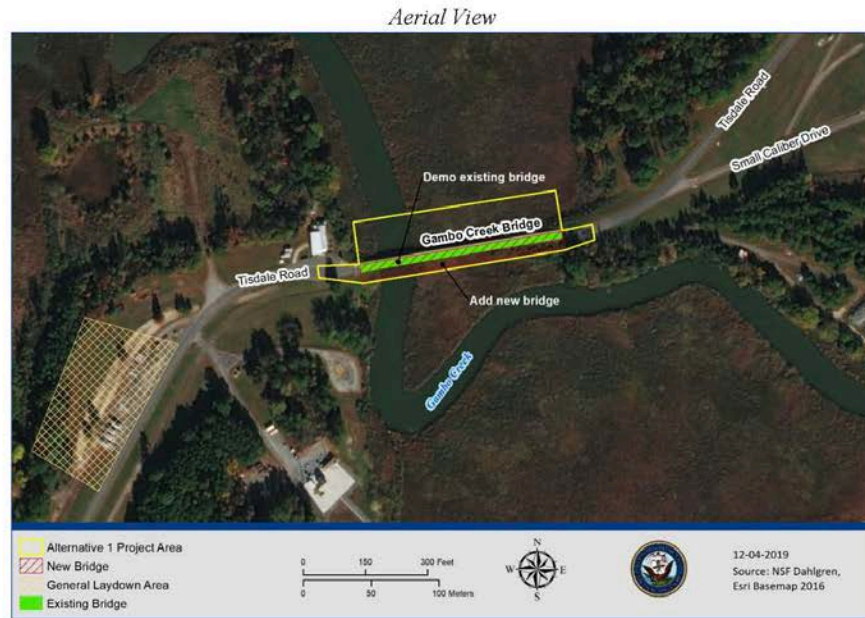 Aerial View
Tisdale Road
Small Caliber Drive
Demo existing bridge
Gambo Creek Bridge
Tisdale Road
Add new bridge
Gambo Creek
Alternative 1 Project Area
New Bridge
General Laydown Area
Existing Bridge
0 150 300 Feet
0 50 100 Meters
N
W E
S
12-04-2019
Source: NSF Dahlgren,
Esri Basemap 2016